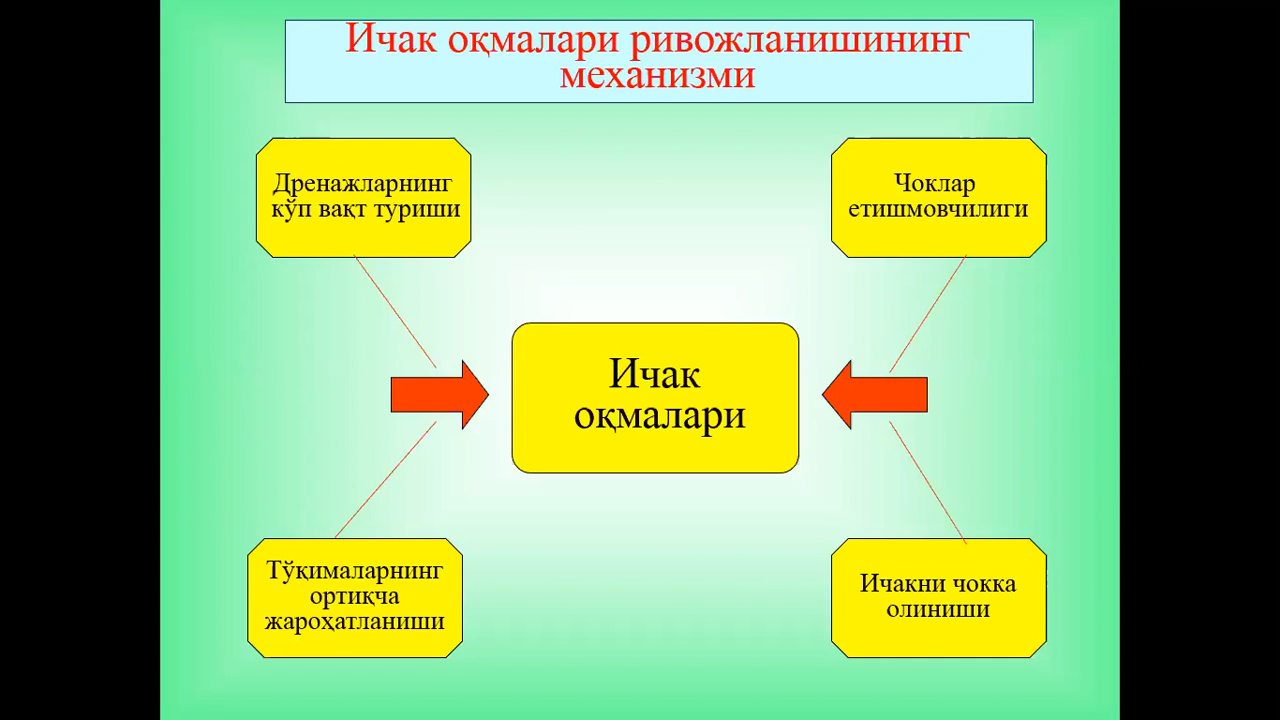 Ичак оқмалари ривожланишининг
механизми
Дренажларнинг
кўп вақт туриши
Чоклар
етишмовчилиги
Ичак
оқмалари
Тўқималарнинг
ортиқча
жароҳатланиши
Ичакни чокка
олиниши